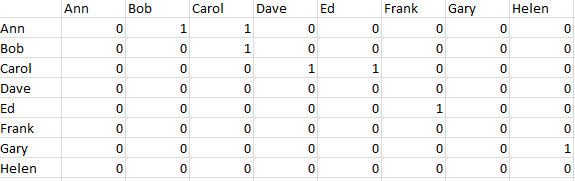 Ann Bob Carol Dave Ed Frank Gary Helen
Ann 0 1 1 0 0 0 0 0
Bob 0 0 1 0 0 0 0 0
Carol 0 0 0 1 1 0 0 0
Dave 0 0 0 0 0 0 0 0
Ed 0 0 0 0 0 1 0 0
Frank 0 0 0 0 0 0 0 0
Gary 0 0 0 0 0 0 0 1
Helen 0 0 0 0 0 0 0 0